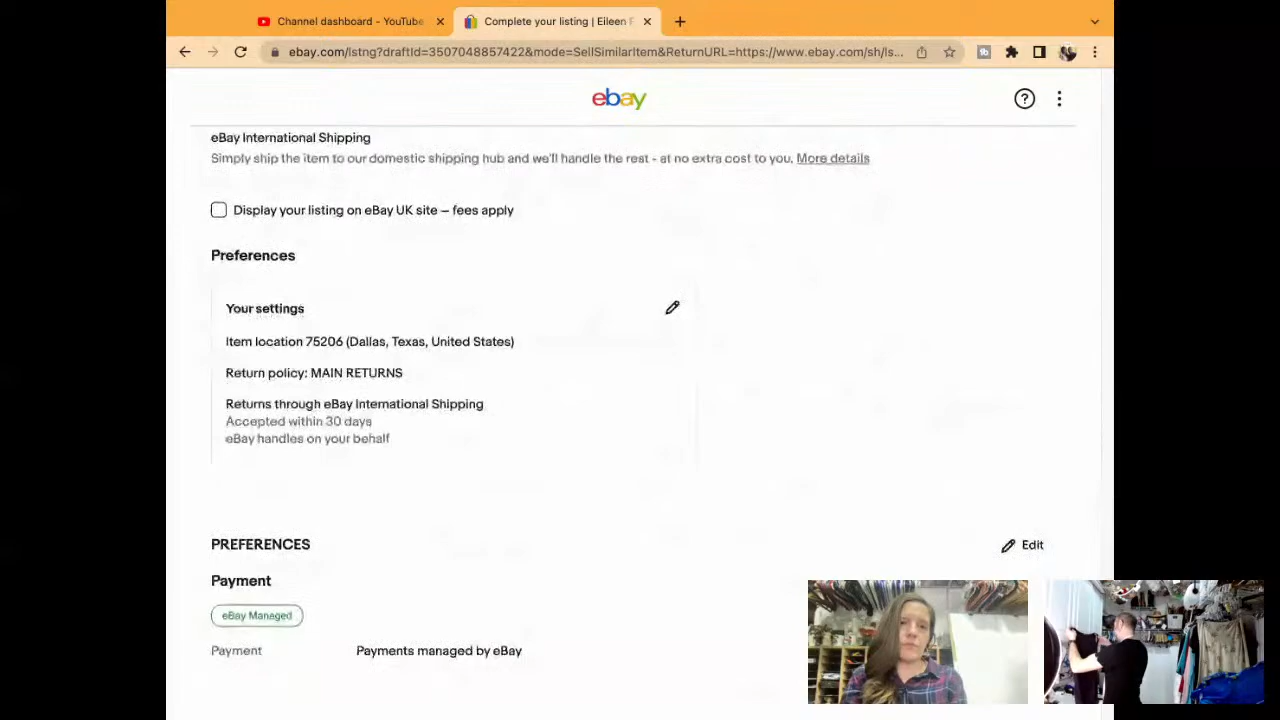 Channel dashboard - YouTube
Complete your listing | Eileen F
ebay.com/lstng?draftId=3507048857422&mode=SellSimilarItem&ReturnURL=https://www.ebay.com/sh/ls...
ebay
eBay International Shipping
Simply ship the item to our domestic shipping hub and we'll handle the rest - at no extra cost to you. More details
Display your listing on eBay UK site – fees apply
Preferences
Your settings
Item location 75206 (Dallas, Texas, United States)
Return policy: MAIN RETURNS
Returns through eBay International Shipping
Accepted within 30 days
eBay handles on your behalf
PREFERENCES
Edit
Payment
eBay Managed
Payment
Payments managed by eBay